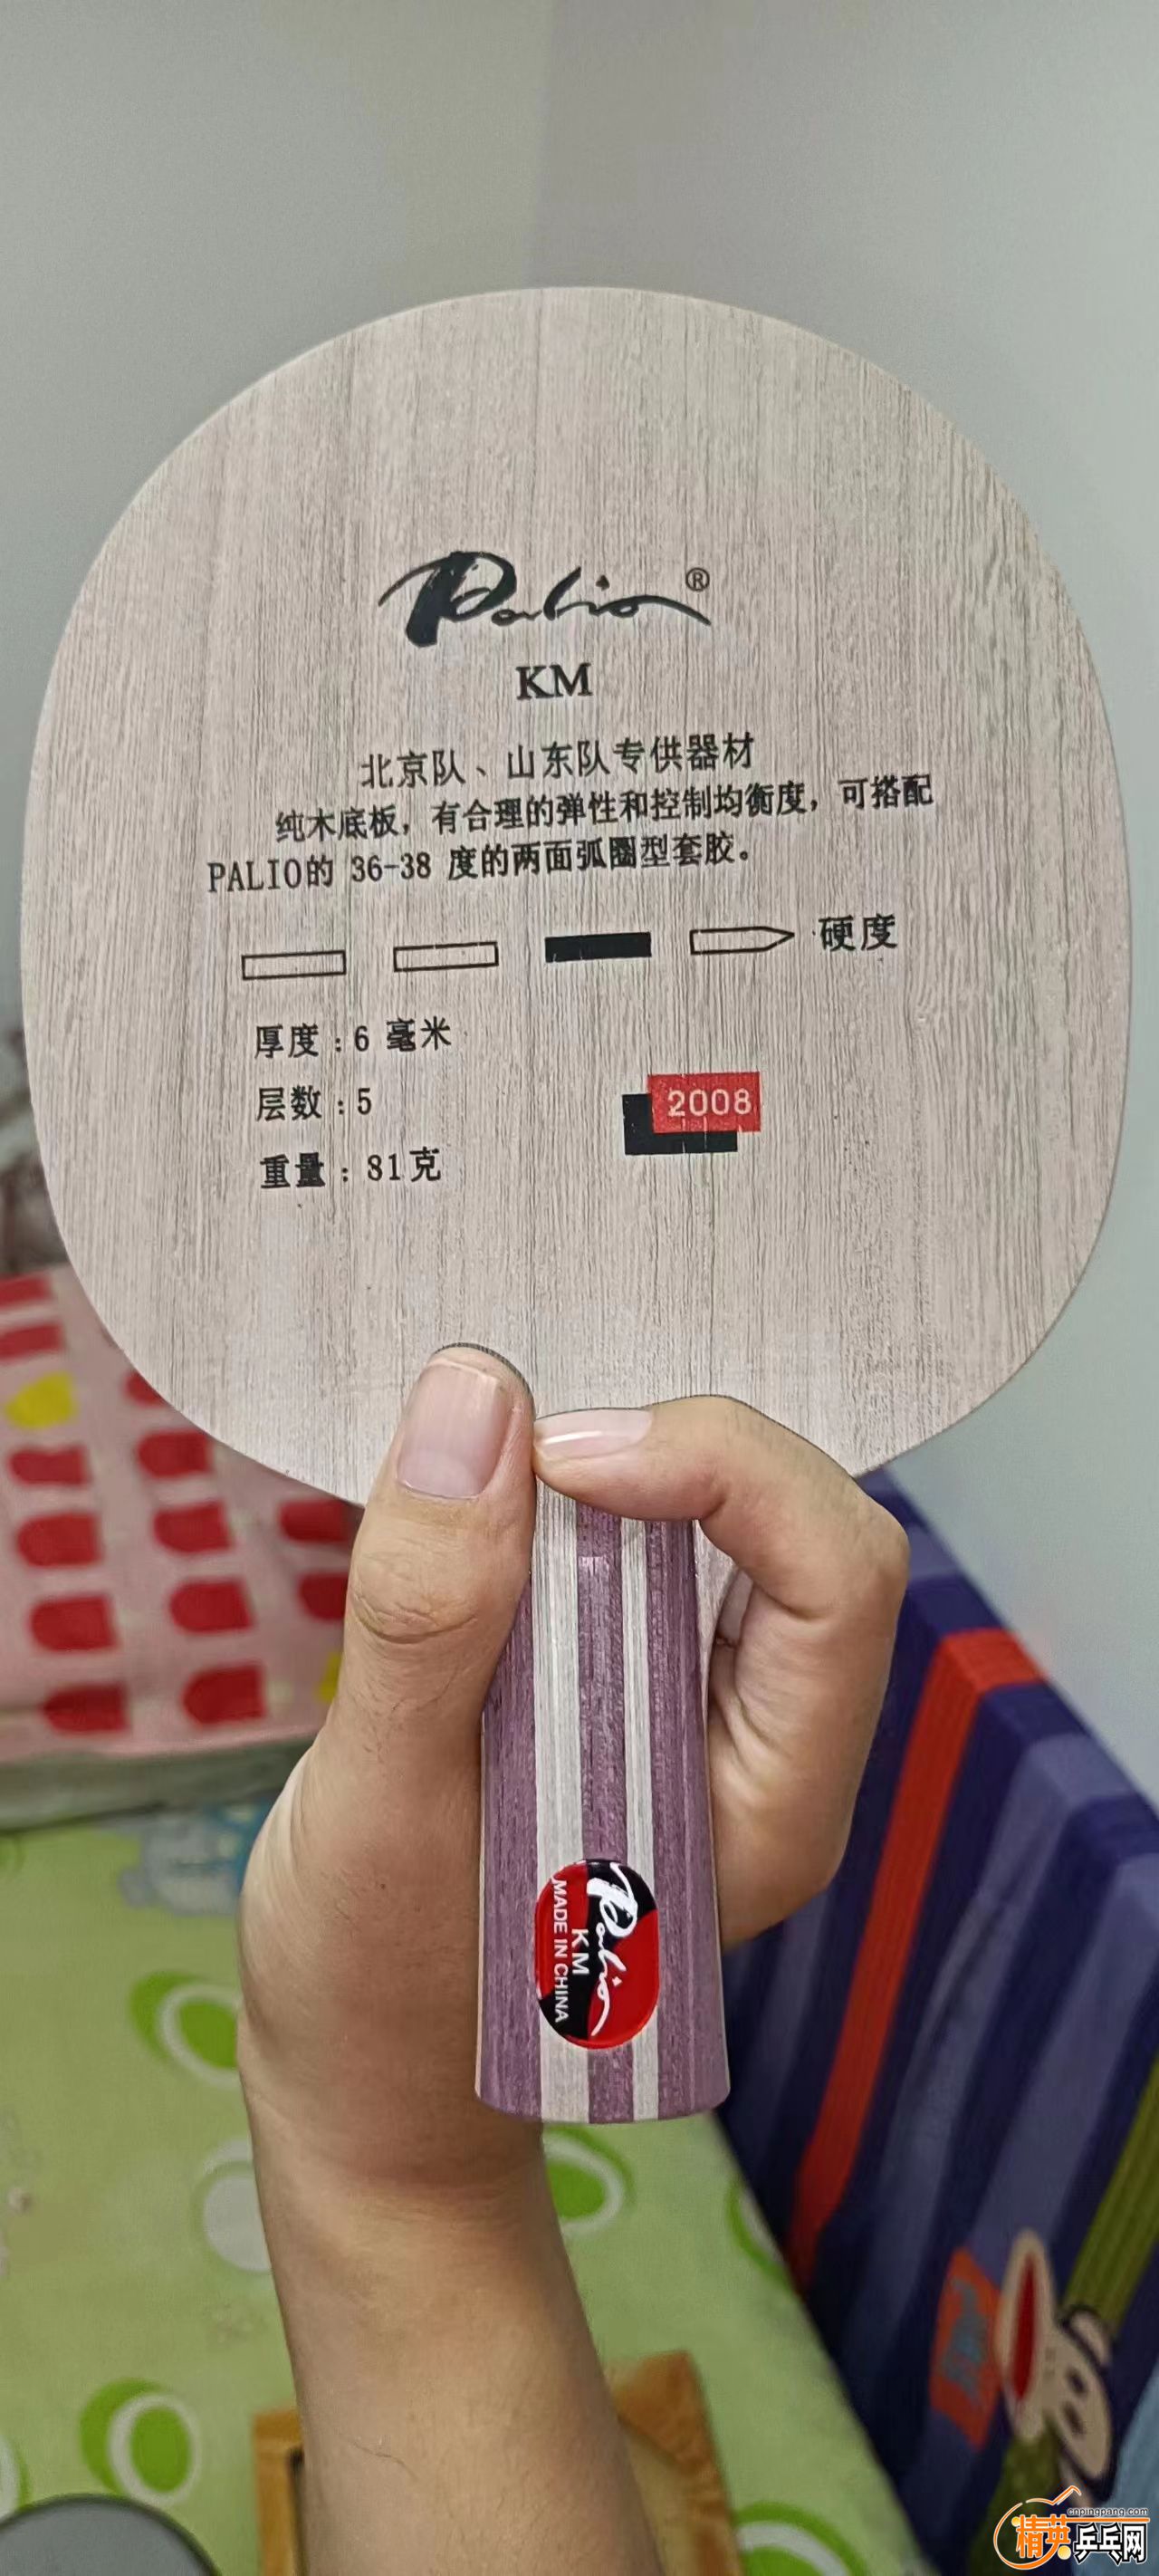 Palio®
KM
北京队、山东队专供器材
纯木底板，有合理的弹性和控制均衡度，可搭配
PALIO的 36-38 度的两面弧圈型套胶。
硬度
厚度：6 毫米
层数：5
2008
重量：81克
Palio
KM
MADE IN CHINA
cnpingpang.com
精英乒乓网